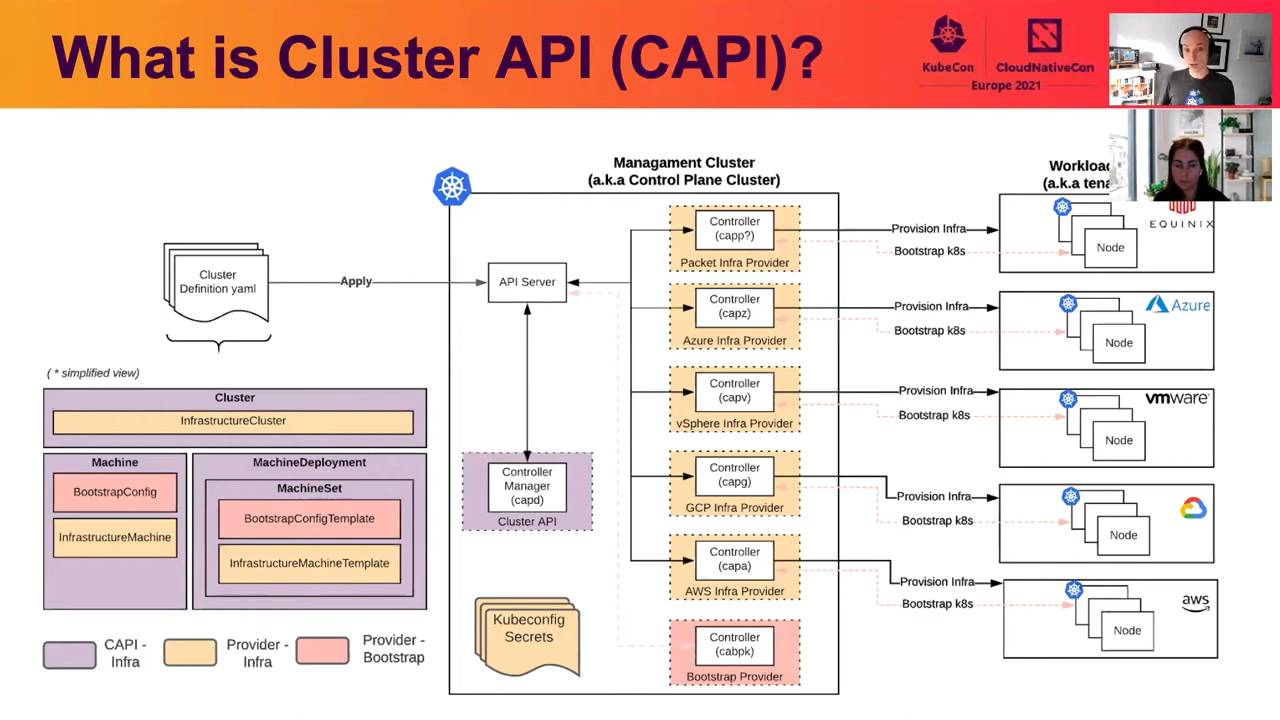 What is Cluster API (CAPI)?
KubeCon
CloudNativeCon
Europe 2021
Managament Cluster
(a.k.a Control Plane Cluster)
Cluster
Definition yaml
Apply
API Server
( * simplified view)
Cluster
InfrastructureCluster
Machine
BootstrapConfig
InfrastructureMachine
MachineDeployment
MachineSet
BootstrapConfigTemplate
InfrastructureMachineTemplate
CAPI -
Infra
Provider -
Infra
Provider -
Bootstrap
Controller
Manager
(capd)
Cluster API
Kubeconfig
Secrets
Controller
(capp?)
Packet Infra Provider
Controller
(capz)
Azure Infra Provider
Controller
(capv)
vSphere Infra Provider
Controller
(capg)
GCP Infra Provider
Controller
(capa)
AWS Infra Provider
Controller
(cabpk)
Bootstrap Provider
Workloa
(a.k.a tena
Provision Infra
Bootstrap k8s
Node
EQUINIX
Provision Infra
Bootstrap k8s
Node
Azure
Provision Infra
Bootstrap k8s
Node
vmware
Provision Infra
Bootstrap k8s
Node
Provision Infra
Bootstrap k8s
Node
aws